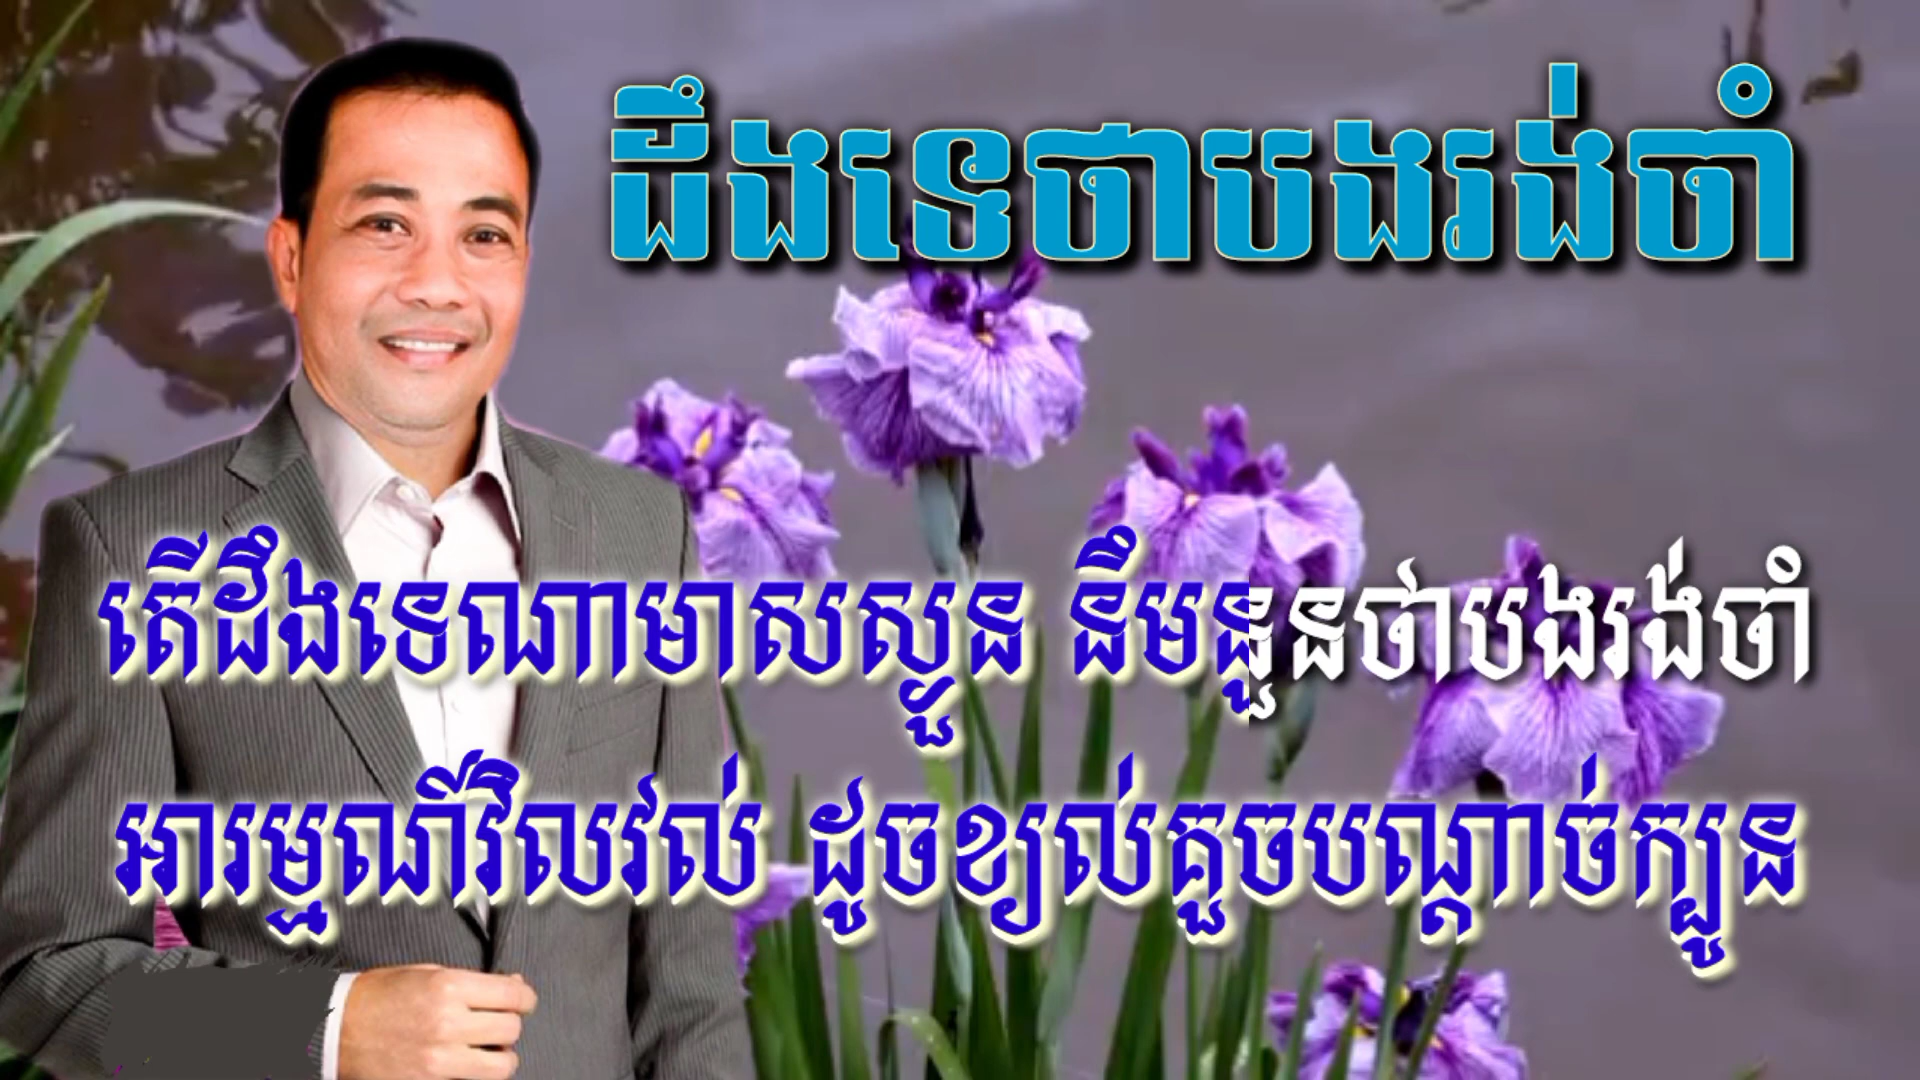 ដឹងទេថាបងរង់ចាំ
តើដឹងទេណាមាសស្ងួន និមន្នួនថាបងរង់ចាំ
អារម្មណ៍វិលវល់ ដូចខ្យល់គួចបណ្ដាច់ក្បូន